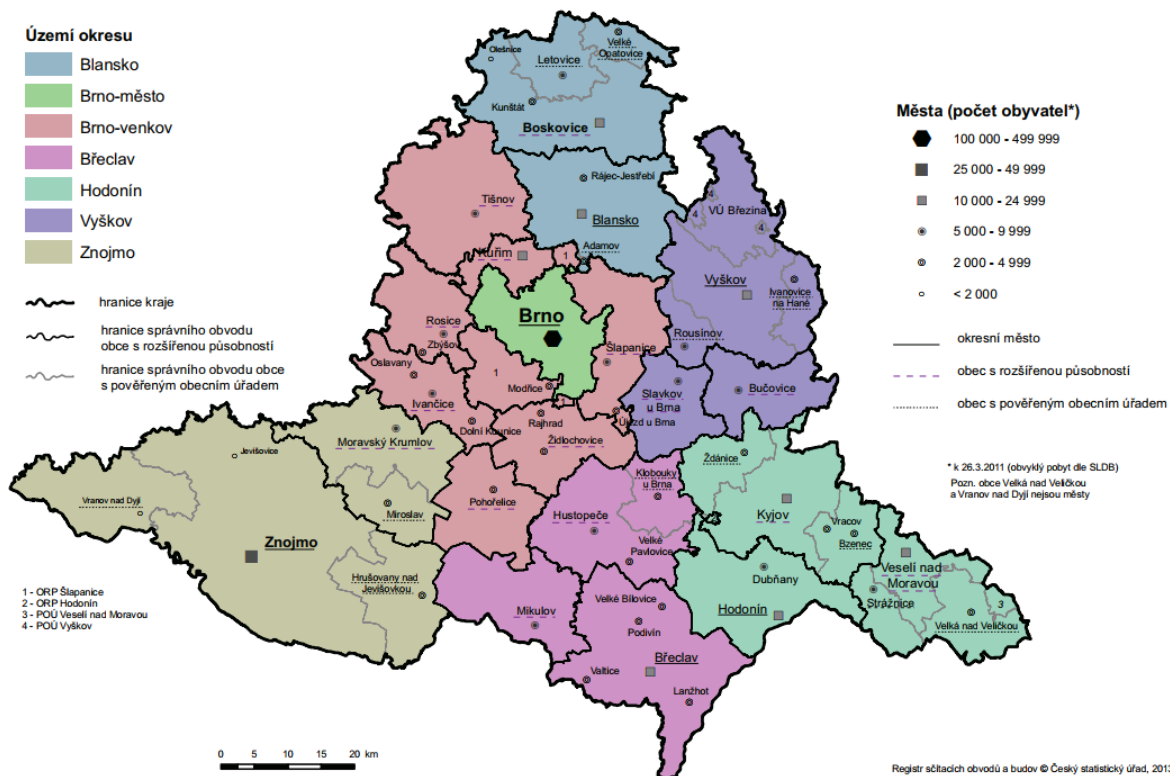 Území okresu
Blansko
Brno-město
Brno-venkov
Břeclav
Hodonín
Vyškov
Znojmo
hranice kraje
hranice správního obvodu
obce s rozšířenou působností
hranice správního obvodu obce
s pověřeným obecním úřadem
Olešnice
Velké
Opatovice
Letovice
Kunštát
Boskovice
Rájec-Jestřebí
Blansko
Adamov
Tišnov
Kuřim
1
Brno
Rosice
Zbýšov
Oslavany
Ivančice
1
Modřice
Šlapanice
1
Dolní Kounice
Rajhrad
Újezd u Brna
Židlochovice
Pohořelice
4
4
VÚ Březina
4
Vyškov
Ivanovice
na Hané
Rousínov
Slavkov
u Brna
Bučovice
Moravský Krumlov
Jevišovice
Vranov nad Dyjí
Miroslav
Znojmo
Hrušovany nad
Jevišovkou
Klobouky
u Brna
Hustopeče
Velké
Pavlovice
Mikulov
Velké Bílovice
Podivín
Břeclav
Valtice
Lanžhot
Ždánice
Kyjov
Vracov
Bzenec
Veselí nad
Moravou
Dubňany
Hodonín
Strážnice
3
Velká nad Veličkou
Města (počet obyvatel*)
100 000 - 499 999
25 000 - 49 999
10 000 - 24 999
5 000 - 9 999
2 000 - 4 999
< 2 000
okresní město
obec s rozšířenou působností
obec s pověřeným obecním úřadem
* k 26.3.2011 (obvyklý pobyt dle SLDB)
Pozn. obce Velká nad Veličkou
a Vranov nad Dyjí nejsou městy
1 - ORP Šlapanice
2 - ORP Hodonín
3 - POÚ Veselí nad Moravou
4 - POÚ Vyškov
0 5 10 15 20 km
Registr sčítacích obvodů a budov © Český statistický úřad, 2013